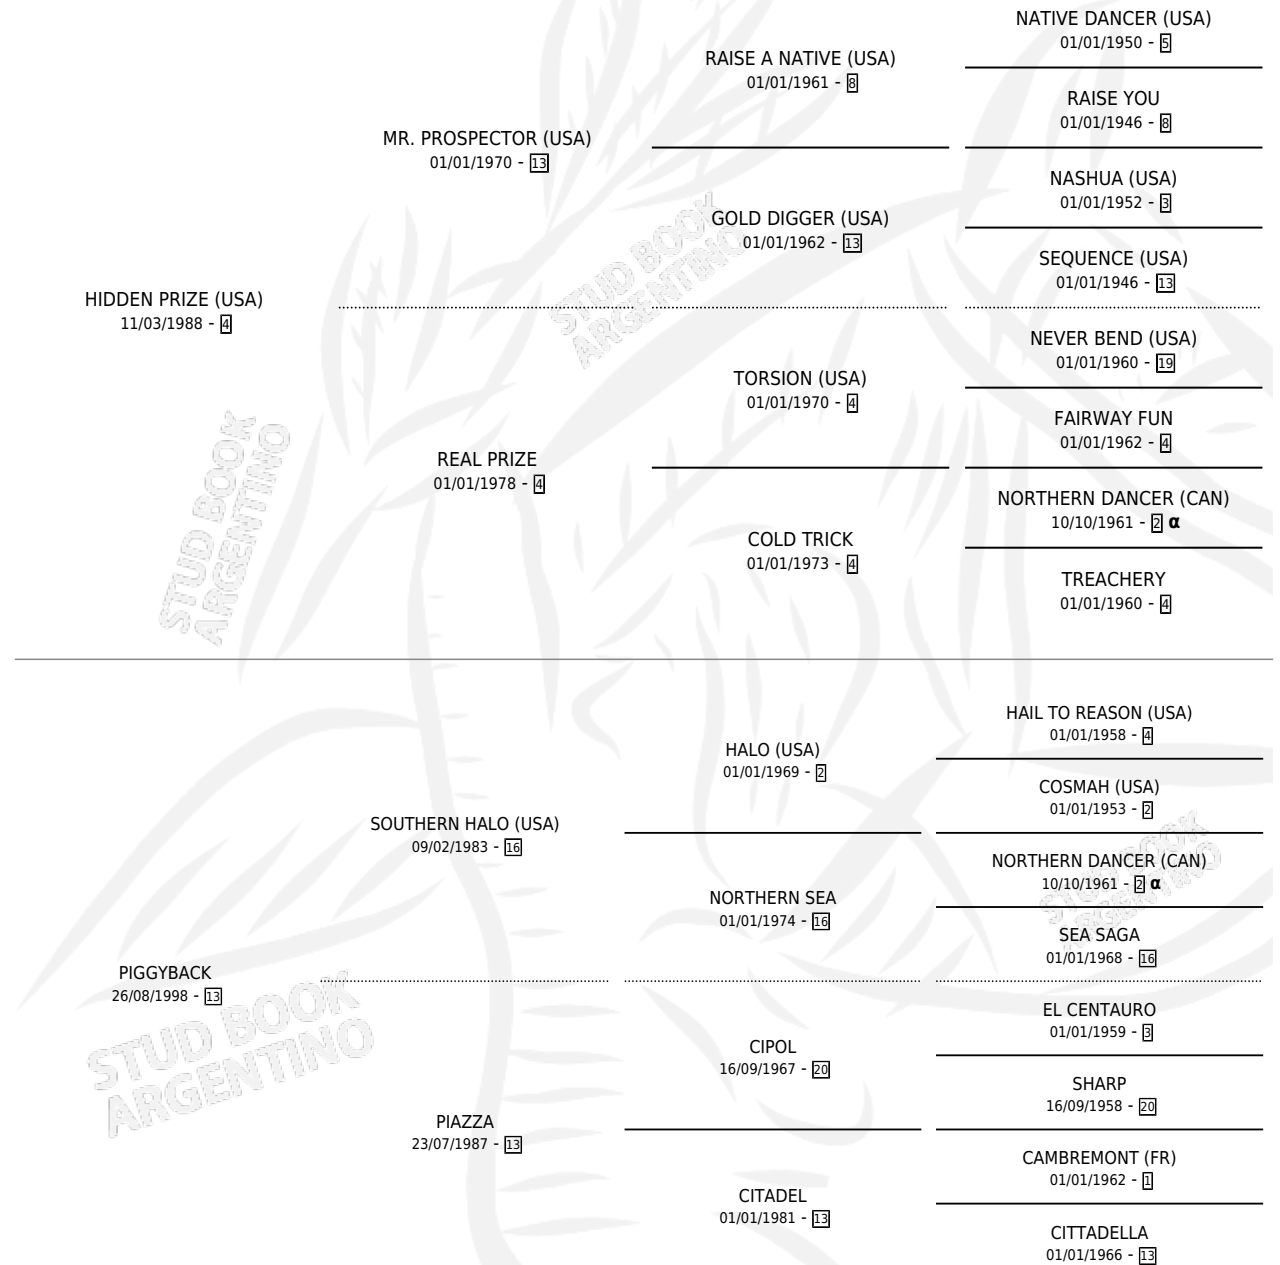 NATIVE DANCER (USA)
01/01/1950 - 5
RAISE A NATIVE (USA)
01/01/1961 - 8
RAISE YOU
01/01/1946 - 8
MR. PROSPECTOR (USA)
01/01/1970 - 13
NASHUA (USA)
01/01/1952 - 3
GOLD DIGGER (USA)
01/01/1962 - 13
SEQUENCE (USA)
01/01/1946 - 13
HIDDEN PRIZE (USA)
11/03/1988 - 4
STUD BOOK
ARGENTINO
NEVER BEND (USA)
01/01/1960 - 19
TORSION (USA)
01/01/1970 - 4
FAIRWAY FUN
01/01/1962 - 4
REAL PRIZE
01/01/1978 - 4
NORTHERN DANCER (CAN)
10/10/1961 - 2 α
COLD TRICK
01/01/1973 - 4
TREACHERY
01/01/1960 - 4
STUD BOOK
ARGENTINO
HAIL TO REASON (USA)
01/01/1958 - 4
HALO (USA)
01/01/1969 - 2
COSMAH (USA)
01/01/1953 - 2
SOUTHERN HALO (USA)
09/02/1983 - 16
NORTHERN DANCER (CAN)
10/10/1961 - 2 α
NORTHERN SEA
01/01/1974 - 16
SEA SAGA
01/01/1968 - 16
STUD BOOK
ARGENTINO
PIGGYBACK
26/08/1998 - 13
EL CENTAURO
01/01/1959 - 3
CIPOL
16/09/1967 - 20
SHARP
16/09/1958 - 20
STUD BOOK
ARGENTINO
PIAZZA
23/07/1987 - 13
CAMBREMONT (FR)
01/01/1962 - 1
CITADEL
01/01/1981 - 13
CITTADELLA
01/01/1966 - 13